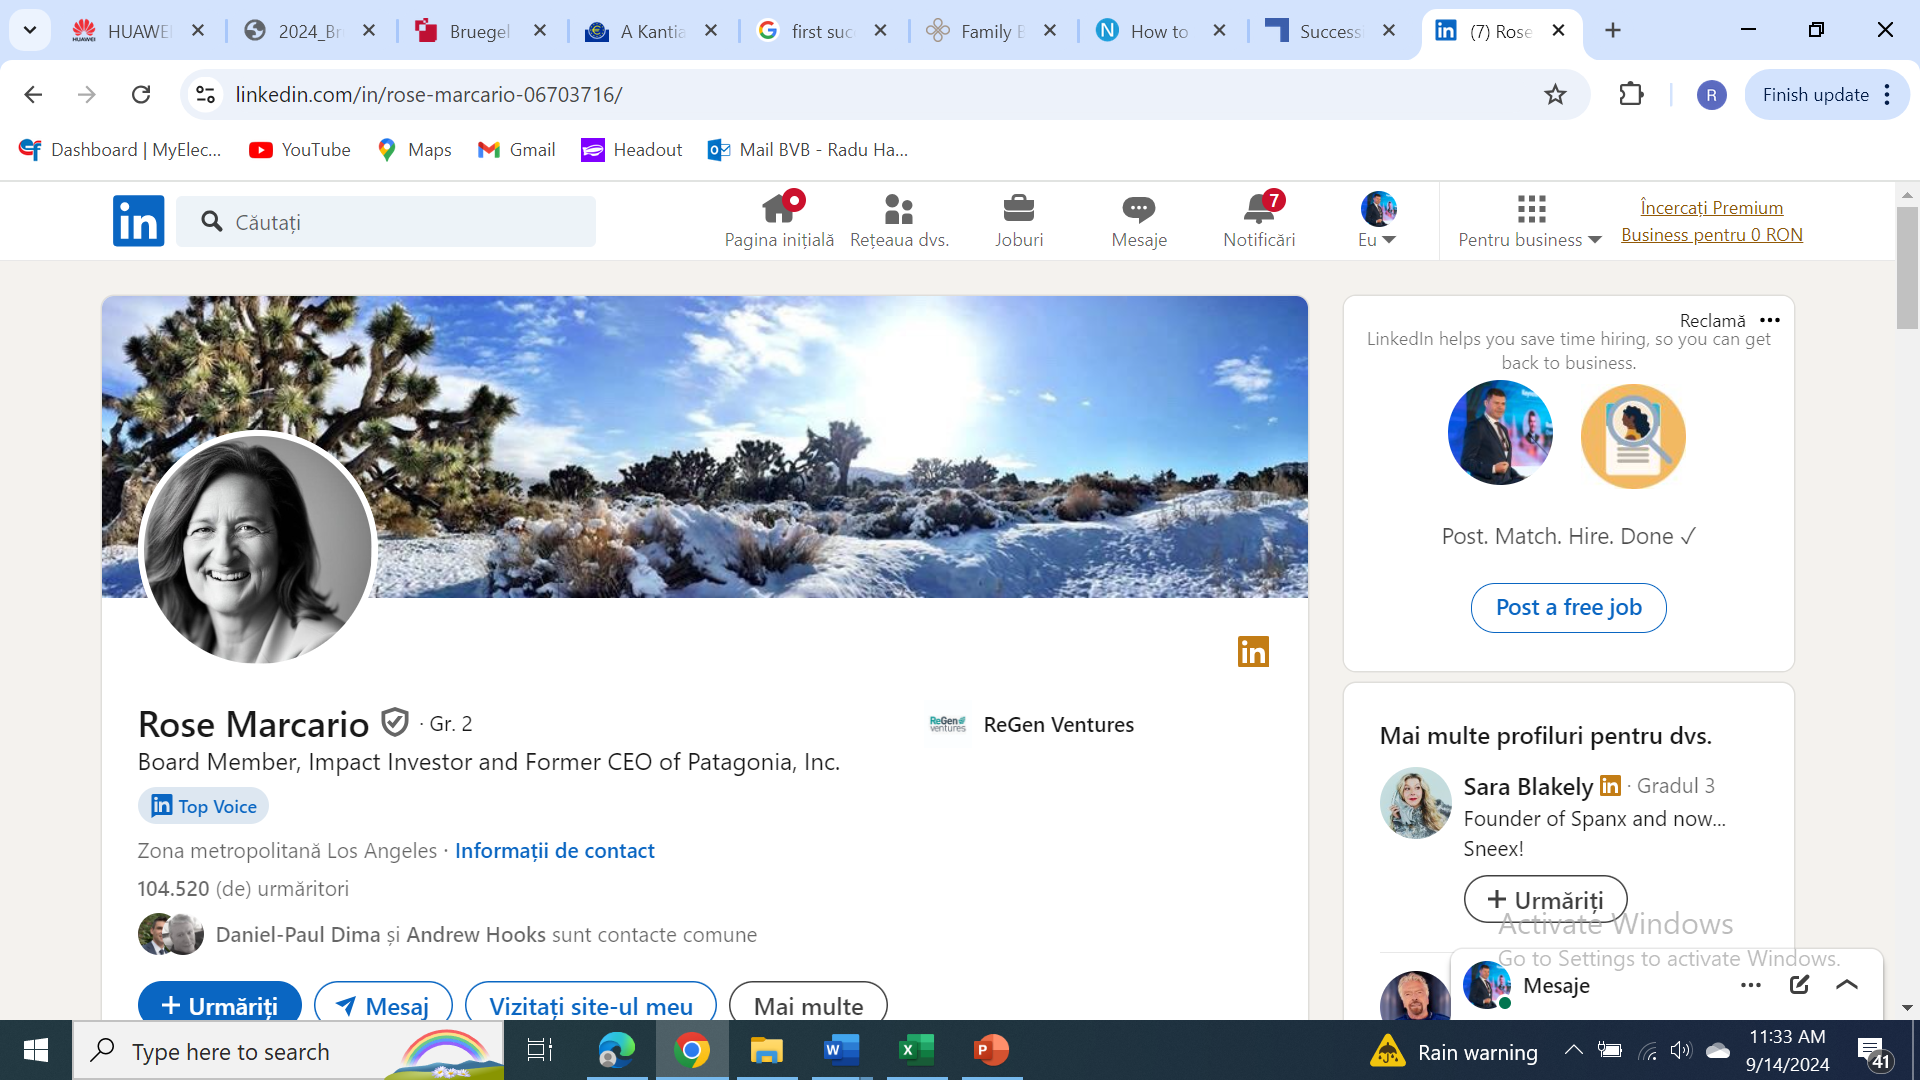 HUAWEI
2024_Br
Bruegel
A Kantia
first suc
Family B
How to
Success
(7) Rose
linkedin.com/in/rose-marcario-06703716/
R
Finish update
Dashboard | MyElec...
YouTube
Maps
Gmail
Headout
Mail BVB - Radu Ha...
in
Căutați
Pagina inițială
Rețeaua dvs.
Joburi
Mesaje
7
Notificări
Eu
Pentru business
Încercați Premium
Business pentru 0 RON
Reclamă
LinkedIn helps you save time hiring, so you can get
back to business.
Post. Match. Hire. Done ✓
Post a free job
in
Rose Marcario · Gr. 2
ReGen ventures
ReGen Ventures
Board Member, Impact Investor and Former CEO of Patagonia, Inc.
in Top Voice
Zona metropolitană Los Angeles · Informații de contact
104.520 (de) urmăritori
Daniel-Paul Dima și Andrew Hooks sunt contacte comune
+ Urmăriți
Mesaj
Vizitați site-ul meu
Mai multe
Mai multe profiluri pentru dvs.
Sara Blakely in · Gradul 3
Founder of Spanx and now...
Sneex!
+ Urmăriți
Activate Windows
Go to Settings to activate Windows.
Mesaje
Type here to search
W
X
P
Rain warning
11:33 AM
9/14/2024
41